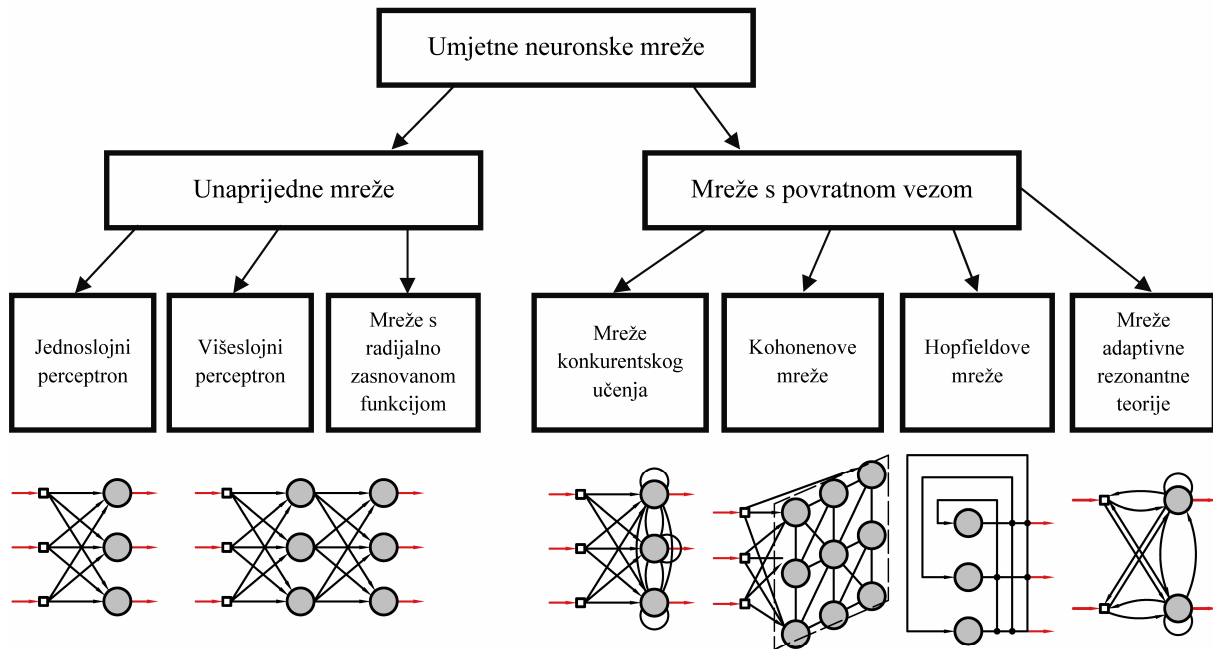 Umjetne neuronske mreže
Unaprijedne mreže
Mreže s povratnom vezom
Jednoslojni
perceptron
Višeslojni
perceptron
Mreže s
radijalno
zasnovanom
funkcijom
Mreže
konkurentskog
učenja
Kohonenove
mreže
Hopfieldove
mreže
Mreže
adaptivne
rezonantne
teorije